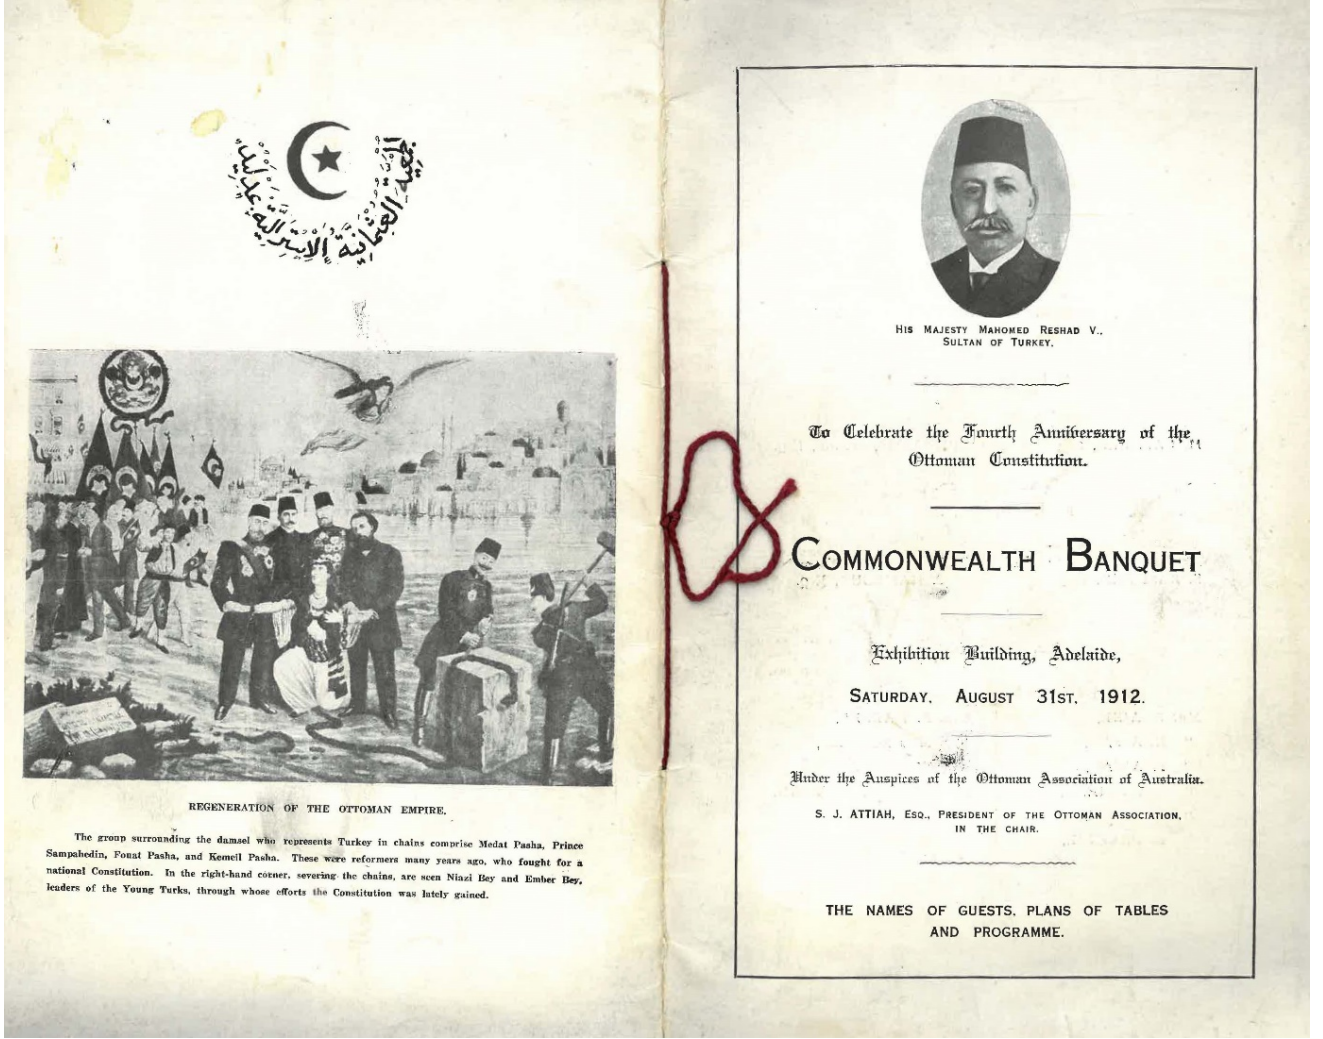 جمعية العثمانية الاسترالية
REGENERATION OF THE OTTOMAN EMPIRE.
The group surrounding the damsel who represents Turkey in chains comprise Medat Pasha, Prince
Sampahedin, Fouat Pasha, and Kemeil Pasha. These were reformers many years ago, who fought for a
national Constitution. In the right-hand corner, severing the chains, are seen Niazi Bey and Ember Bey,
leaders of the Young Turks, through whose efforts the Constitution was lately gained.
HIS MAJESTY MAHOMED RESHAD V.,
SULTAN OF TURKEY.
To Celebrate the Fourth Anniversary of the
Ottoman Constitution.
COMMONWEALTH BANQUET
Exhibition Building, Adelaide,
SATURDAY, AUGUST 31ST, 1912.
Under the Auspices of the Ottoman Association of Australia.
S. J. ATTIAH, ESQ., PRESIDENT OF THE OTTOMAN ASSOCIATION,
IN THE CHAIR.
THE NAMES OF GUESTS, PLANS OF TABLES
AND PROGRAMME.